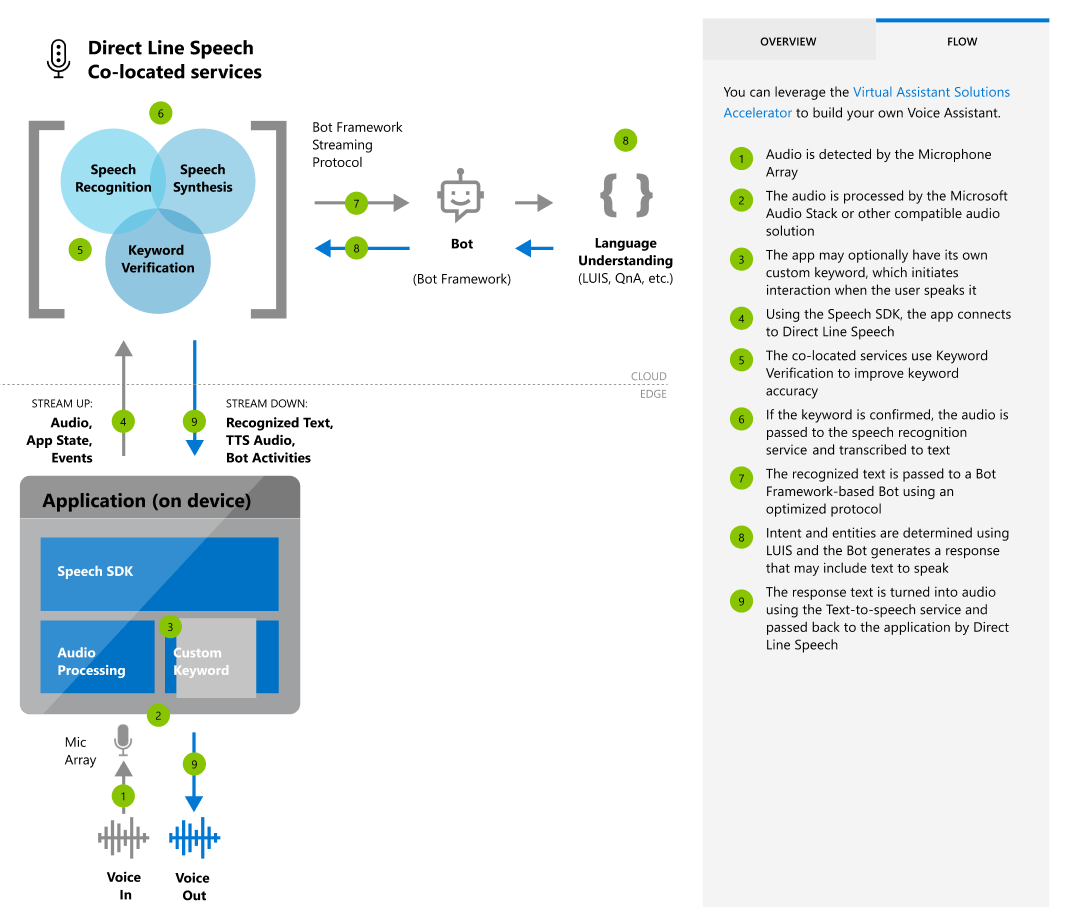 Direct Line Speech
Co-located services
6
Speech
Recognition
Speech
Synthesis
5
Keyword
Verification
Bot Framework
Streaming
Protocol
7
8
Bot
(Bot Framework)
8
{ }
Language
Understanding
(LUIS, QnA, etc.)
CLOUD
EDGE
STREAM UP:
Audio,
App State,
Events
4
9
STREAM DOWN:
Recognized Text,
TTS Audio,
Bot Activities
Application (on device)
Speech SDK
Audio
Processing
3
Custom
Keyword
2
Mic
Array
1
9
Voice
In
Voice
Out
OVERVIEW
FLOW
You can leverage the Virtual Assistant Solutions
Accelerator to build your own Voice Assistant.
1 Audio is detected by the Microphone
Array
2 The audio is processed by the Microsoft
Audio Stack or other compatible audio
solution
3 The app may optionally have its own
custom keyword, which initiates
interaction when the user speaks it
4 Using the Speech SDK, the app connects
to Direct Line Speech
5 The co-located services use Keyword
Verification to improve keyword
accuracy
6 If the keyword is confirmed, the audio is
passed to the speech recognition
service and transcribed to text
7 The recognized text is passed to a Bot
Framework-based Bot using an
optimized protocol
8 Intent and entities are determined using
LUIS and the Bot generates a response
that may include text to speak
9 The response text is turned into audio
using the Text-to-speech service and
passed back to the application by Direct
Line Speech